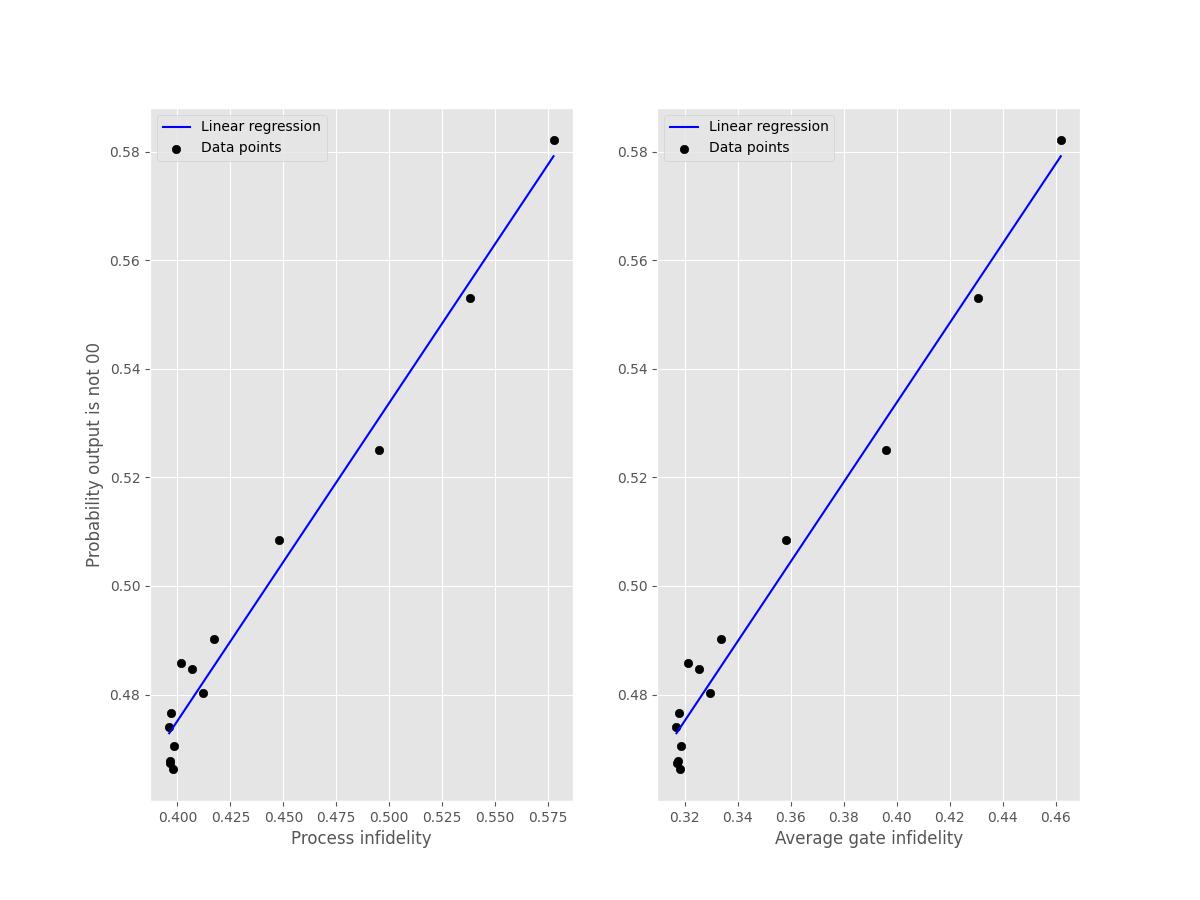 Linear regression
Data points
0.58
0.56
0.54
0.52
0.50
0.48
Probability output is not 00
0.400 0.425 0.450 0.475 0.500 0.525 0.550 0.575
Process infidelity
Linear regression
Data points
0.58
0.56
0.54
0.52
0.50
0.48
0.32 0.34 0.36 0.38 0.40 0.42 0.44 0.46
Average gate infidelity